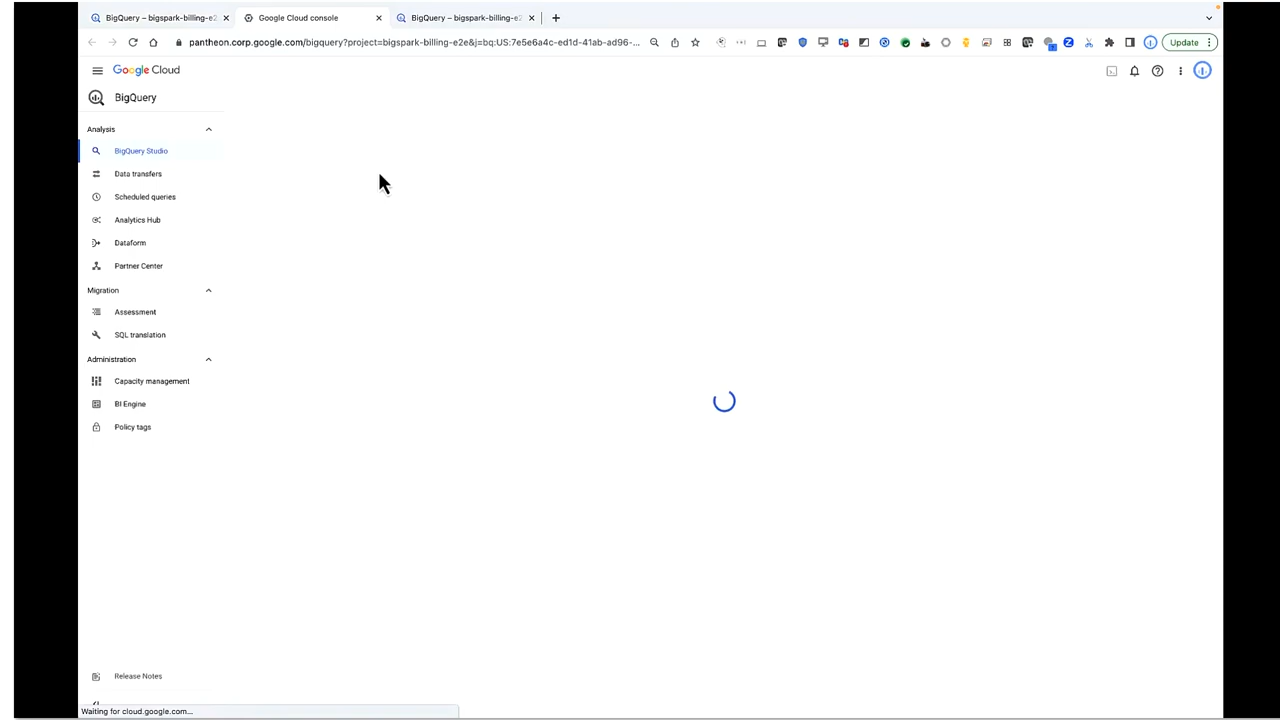 BigQuery – bigspark-billing-e2
Google Cloud console
BigQuery – bigspark-billing-e2
pantheon.corp.google.com/bigquery?project=bigspark-billing-e2e&j=bq:US:7e5e6a4c-ed1d-41ab-ad96-...
Update
Google Cloud
BigQuery
Analysis
BigQuery Studio
Data transfers
Scheduled queries
Analytics Hub
Dataform
Partner Center
Migration
Assessment
SQL translation
Administration
Capacity management
BI Engine
Policy tags
Release Notes
Waiting for cloud.google.com...